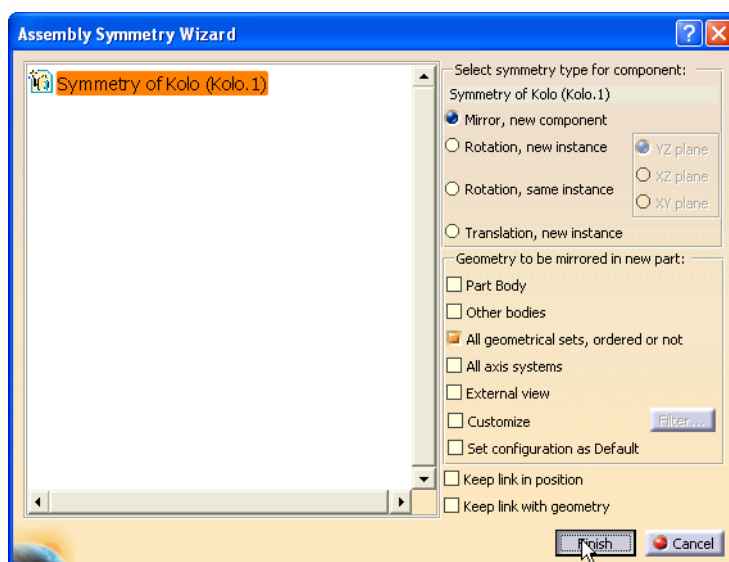 Assembly Symmetry Wizard
Symmetry of Kolo (Kolo.1)
Select symmetry type for component:
Symmetry of Kolo (Kolo.1)
Mirror, new component
Rotation, new instance
YZ plane
XZ plane
Rotation, same instance
XY plane
Translation, new instance
Geometry to be mirrored in new part:
Part Body
Other bodies
All geometrical sets, ordered or not
All axis systems
External view
Customize
Filter...
Set configuration as Default
Keep link in position
Keep link with geometry
Finish
Cancel